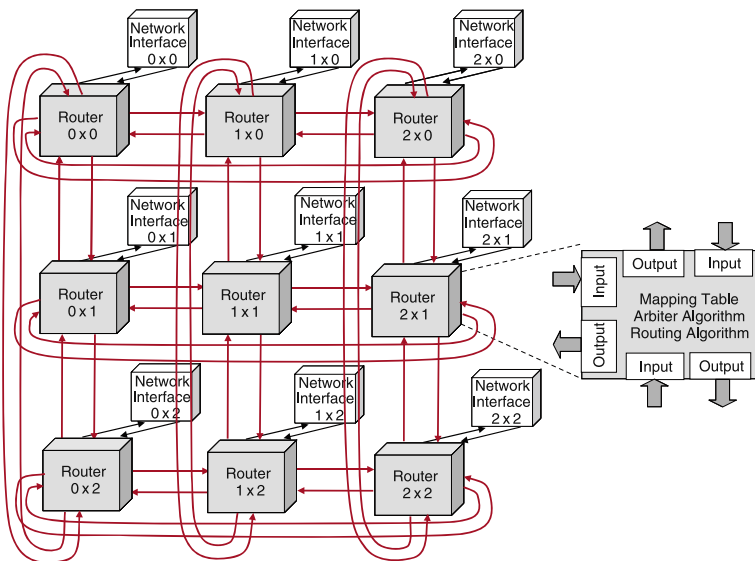 Network
Interface
0 x 0
Network
Interface
1 x 0
Network
Interface
2 x 0
Router
0 x 0
Router
1 x 0
Router
2 x 0
Network
Interface
0 x 1
Network
Interface
1 x 1
Network
Interface
2 x 1
Router
0 x 1
Router
1 x 1
Router
2 x 1
Output
Input
Input
Mapping Table
Arbiter Algorithm
Routing Algorithm
Output
Input
Output
Network
Interface
0 x 2
Network
Interface
1 x 2
Network
Interface
2 x 2
Router
0 x 2
Router
1 x 2
Router
2 x 2